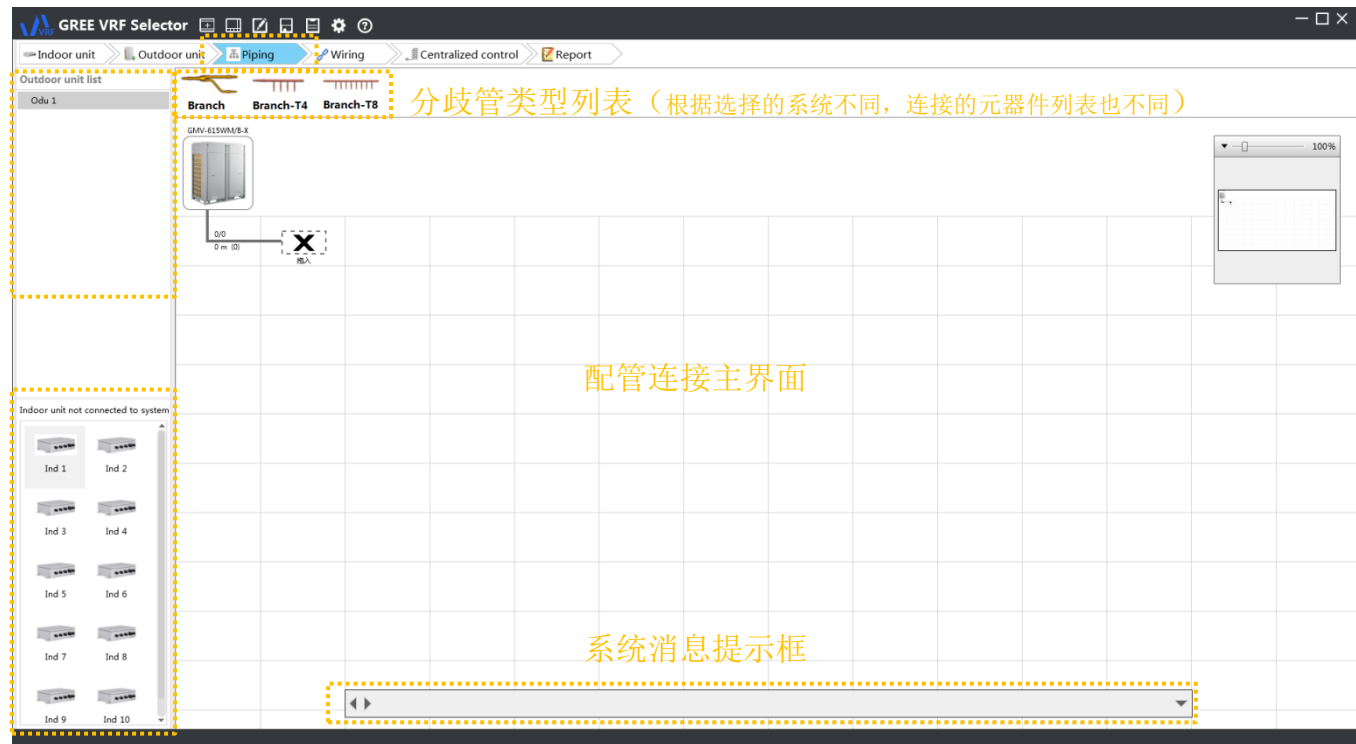 VRF GREE VRF Selector
Indoor unit Outdoor unit Piping Wiring Centralized control Report
Outdoor unit list
Odu 1
Branch Branch-T4 Branch-T8
分歧管类型列表（根据选择的系统不同，连接的元器件列表也不同）
GMV-615WM/B-X
100%
0/0
0 m (0)
X
拖入
配管连接主界面
Indoor unit not connected to system
Ind 1 Ind 2
Ind 3 Ind 4
Ind 5 Ind 6
Ind 7 Ind 8
Ind 9 Ind 10
系统消息提示框